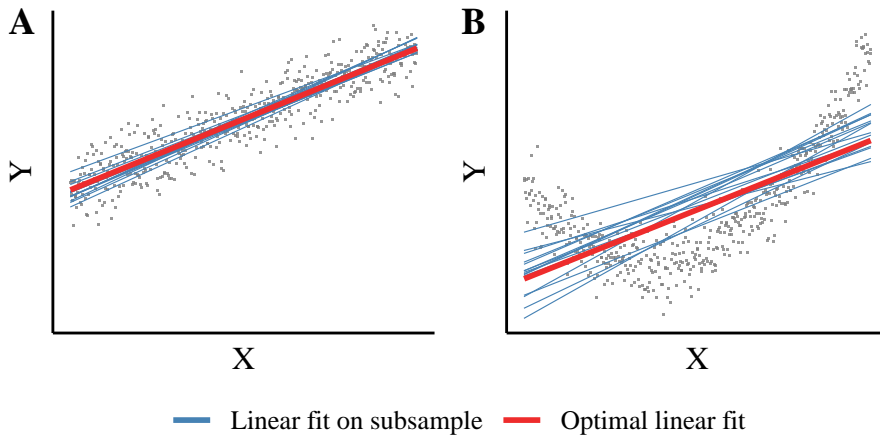 A
B
Y
Y
X
X
Linear fit on subsample
Optimal linear fit